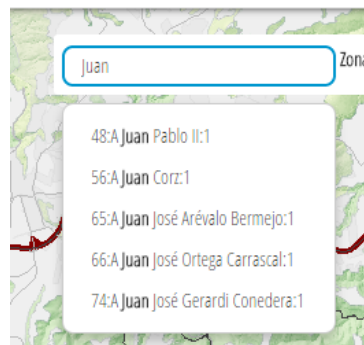 Juan
Zona
48:A Juan Pablo II:1
56:A Juan Corz:1
65:A Juan José Arévalo Bermejo:1
66:A Juan José Ortega Carrascal:1
74:A Juan José Gerardi Conedera:1